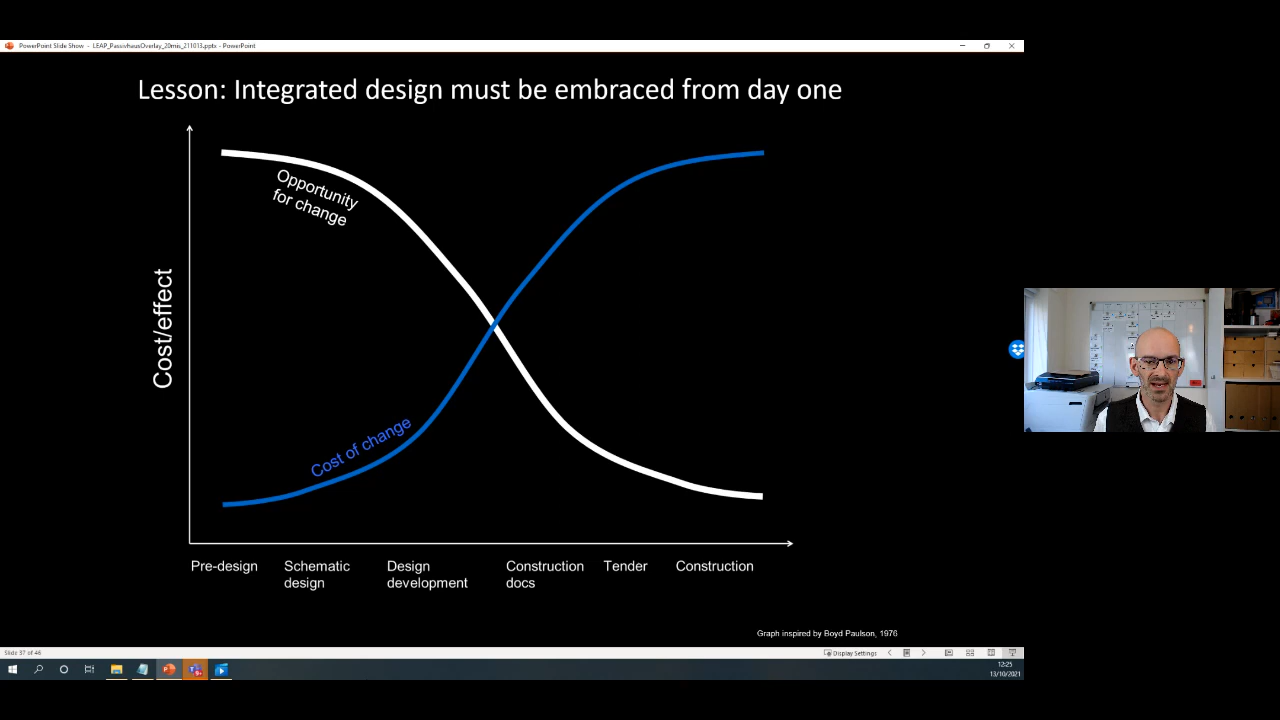 PowerPoint Slide Show - LEAP_PassivhausOverlay_20mis_211013.pptx - PowerPoint
Lesson: Integrated design must be embraced from day one
Opportunity
for change
Cost/effect
Cost of change
Pre-design
Schematic
design
Design
development
Construction
docs
Tender
Construction
Graph inspired by Boyd Paulson, 1976
Slide 37 of 46
Display Settings
12:25
13/10/2021